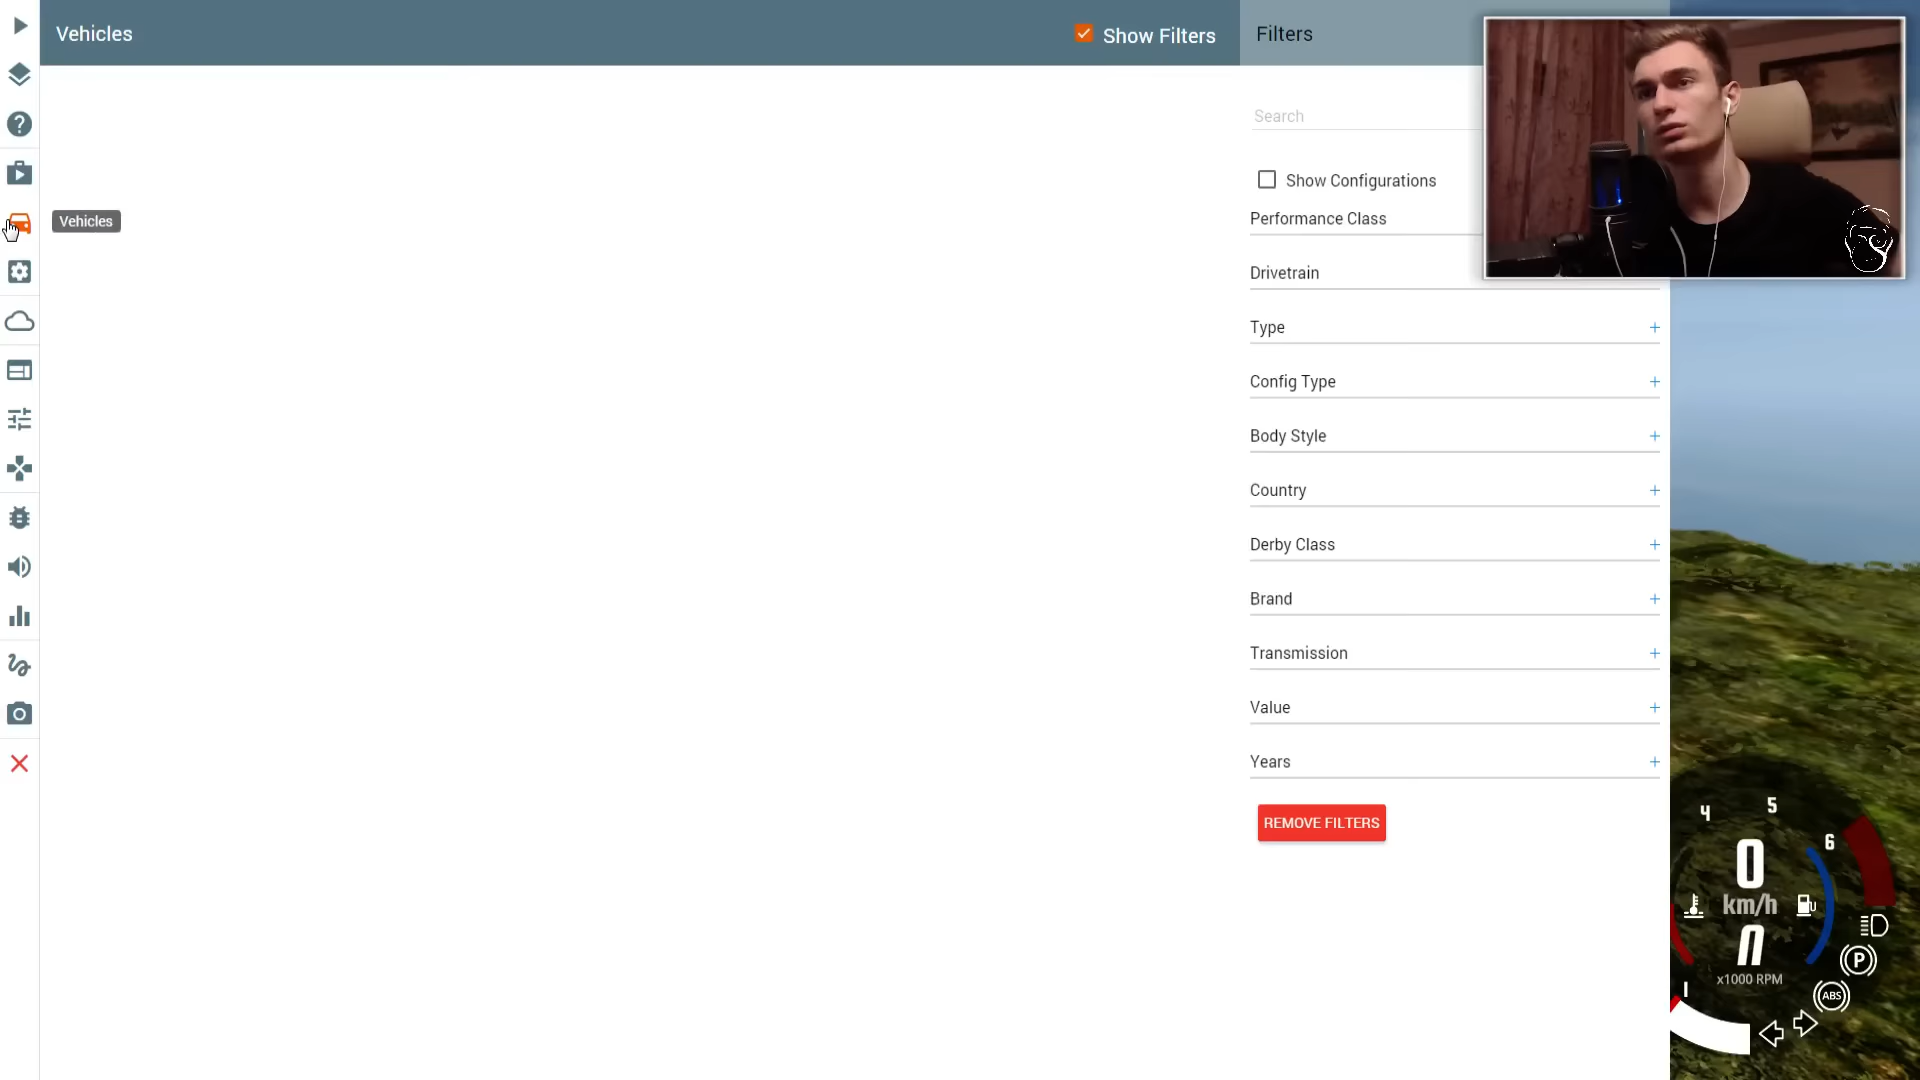 Vehicles
Show Filters
Filters
Search
Show Configurations
Vehicles
Performance Class
Drivetrain
Type
+
Config Type
+
Body Style
+
Country
+
Derby Class
+
Brand
+
Transmission
+
Value
+
Years
+
REMOVE FILTERS
4
5
6
0
km/h
n
x1000 RPM
1
P
ABS